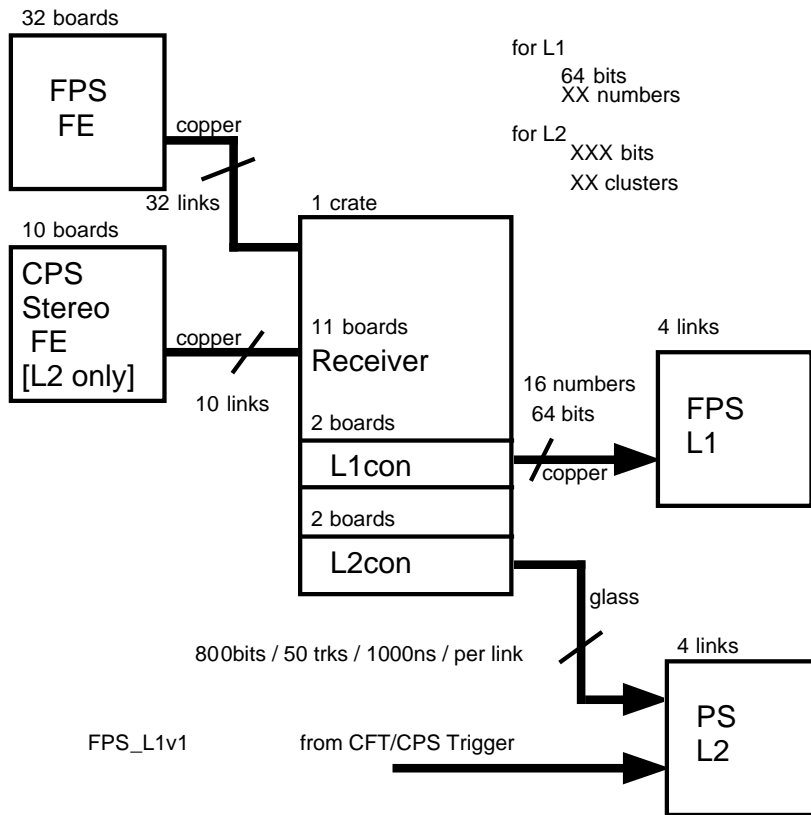 32 boards
FPS
FE
copper
32 links
for L1
64 bits
XX numbers
for L2
XXX bits
XX clusters
10 boards
CPS
Stereo
FE
[L2 only]
copper
10 links
1 crate
11 boards
Receiver
2 boards
L1con
2 boards
L2con
16 numbers
64 bits
copper
4 links
FPS
L1
glass
800bits / 50 trks / 1000ns / per link
4 links
PS
L2
FPS_L1v1
from CFT/CPS Trigger